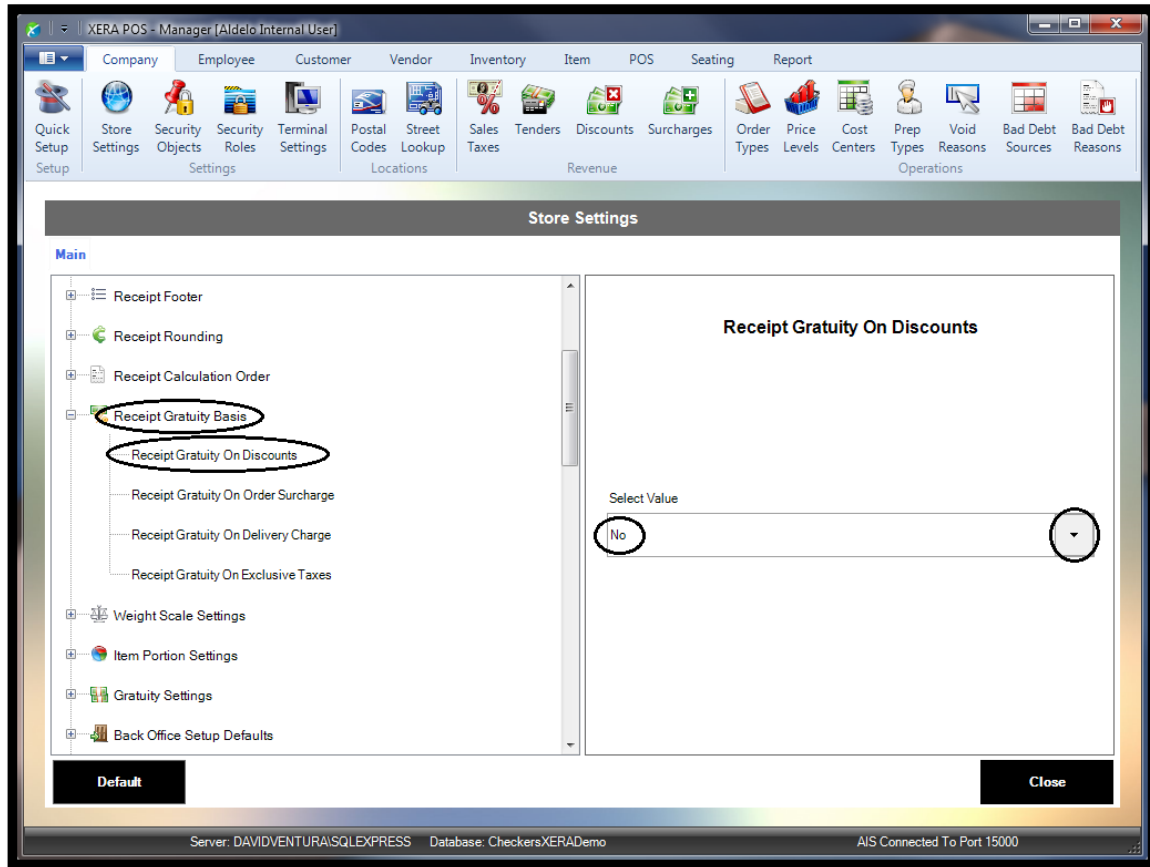 XERA POS - Manager [Aldelo Internal User]
Company Employee Customer Vendor Inventory Item POS Seating Report
Quick Setup Store Settings Security Objects Security Roles Terminal Settings Postal Codes Street Lookup Sales Taxes Tenders Discounts Surcharges Order Types Price Levels Cost Centers Prep Types Void Reasons Bad Debt Sources Bad Debt Reasons
Setup Settings Locations Revenue Operations
Store Settings
Main
Receipt Footer
Receipt Rounding
Receipt Calculation Order
Receipt Gratuity Basis
Receipt Gratuity On Discounts
Receipt Gratuity On Order Surcharge
Receipt Gratuity On Delivery Charge
Receipt Gratuity On Exclusive Taxes
Weight Scale Settings
Item Portion Settings
Gratuity Settings
Back Office Setup Defaults
Receipt Gratuity On Discounts
Select Value
No
Default
Close
Server: DAVIDVENTURA\SQLEXPRESS Database: CheckersXERADemo AIS Connected To Port 15000